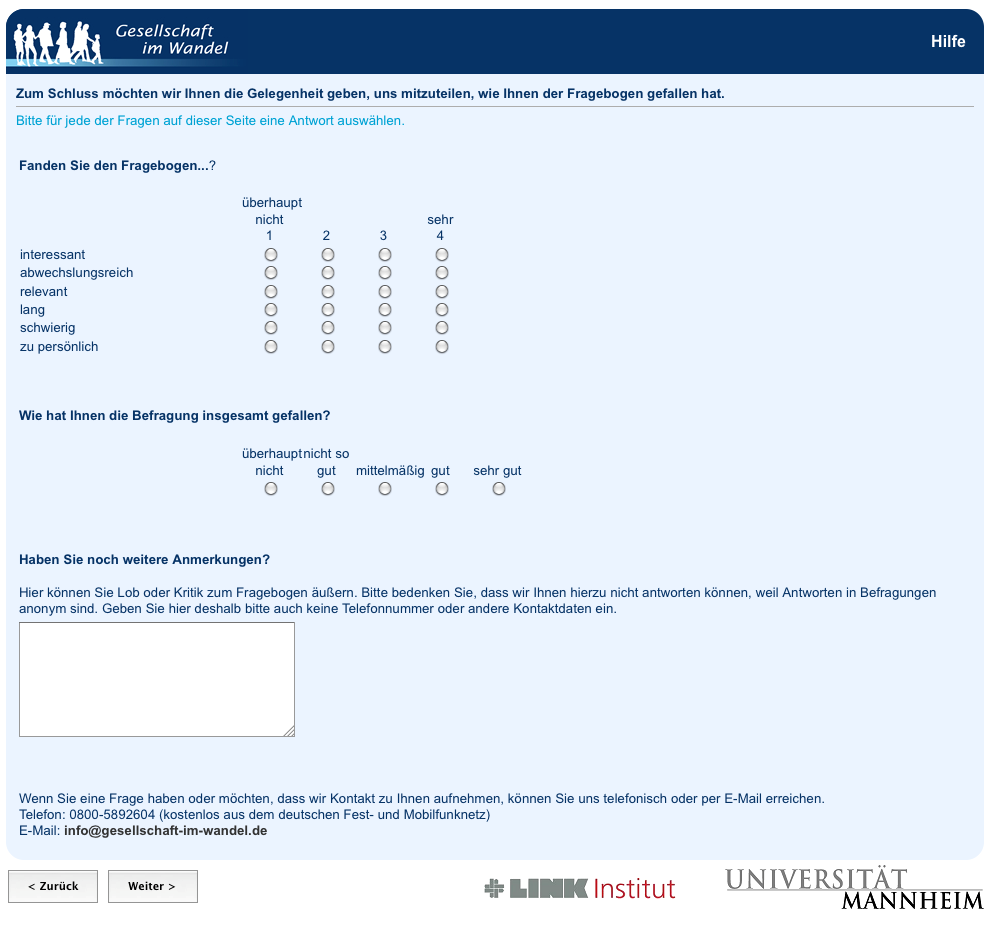 Gesellschaft
im Wandel
Hilfe
Zum Schluss möchten wir Ihnen die Gelegenheit geben, uns mitzuteilen, wie Ihnen der Fragebogen gefallen hat.
Bitte für jede der Fragen auf dieser Seite eine Antwort auswählen.
Fanden Sie den Fragebogen...?
überhaupt
nicht sehr
1 2 3 4
interessant
abwechslungsreich
relevant
lang
schwierig
zu persönlich
Wie hat Ihnen die Befragung insgesamt gefallen?
überhaupt nicht so
nicht gut mittelmäßig gut sehr gut
Haben Sie noch weitere Anmerkungen?
Hier können Sie Lob oder Kritik zum Fragebogen äußern. Bitte bedenken Sie, dass wir Ihnen hierzu nicht antworten können, weil Antworten in Befragungen
anonym sind. Geben Sie hier deshalb bitte auch keine Telefonnummer oder andere Kontaktdaten ein.
Wenn Sie eine Frage haben oder möchten, dass wir Kontakt zu Ihnen aufnehmen, können Sie uns telefonisch oder per E-Mail erreichen.
Telefon: 0800-5892604 (kostenlos aus dem deutschen Fest- und Mobilfunknetz)
E-Mail: info@gesellschaft-im-wandel.de
< Zurück
Weiter >
LINK Institut
UNIVERSITÄT
MANNHEIM